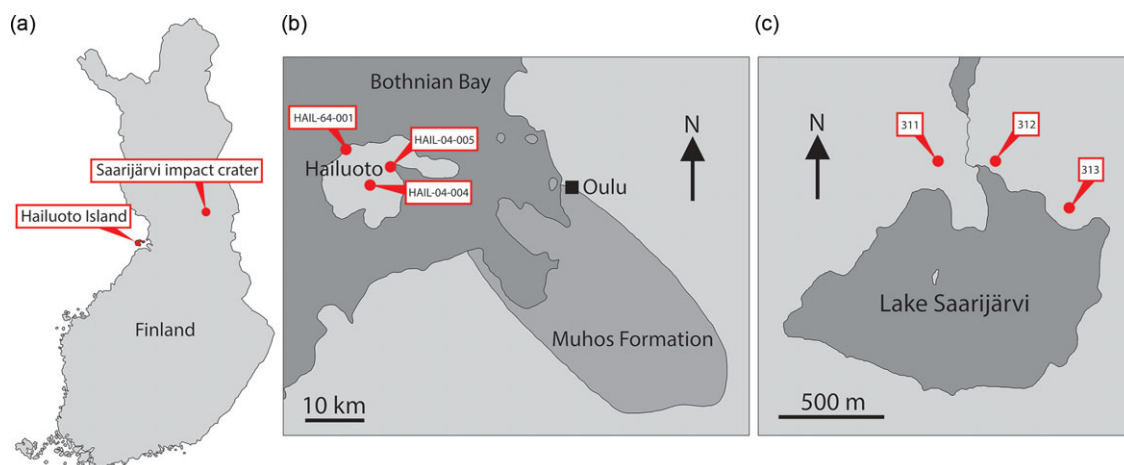 (a)
Saarijärvi impact crater
Hailuoto Island
Finland
(b)
Bothnian Bay
HAIL-64-001
HAIL-04-005
Hailuoto
HAIL-04-004
N
Oulu
Muhos Formation
10 km
(c)
N
311
312
313
Lake Saarijärvi
500 m